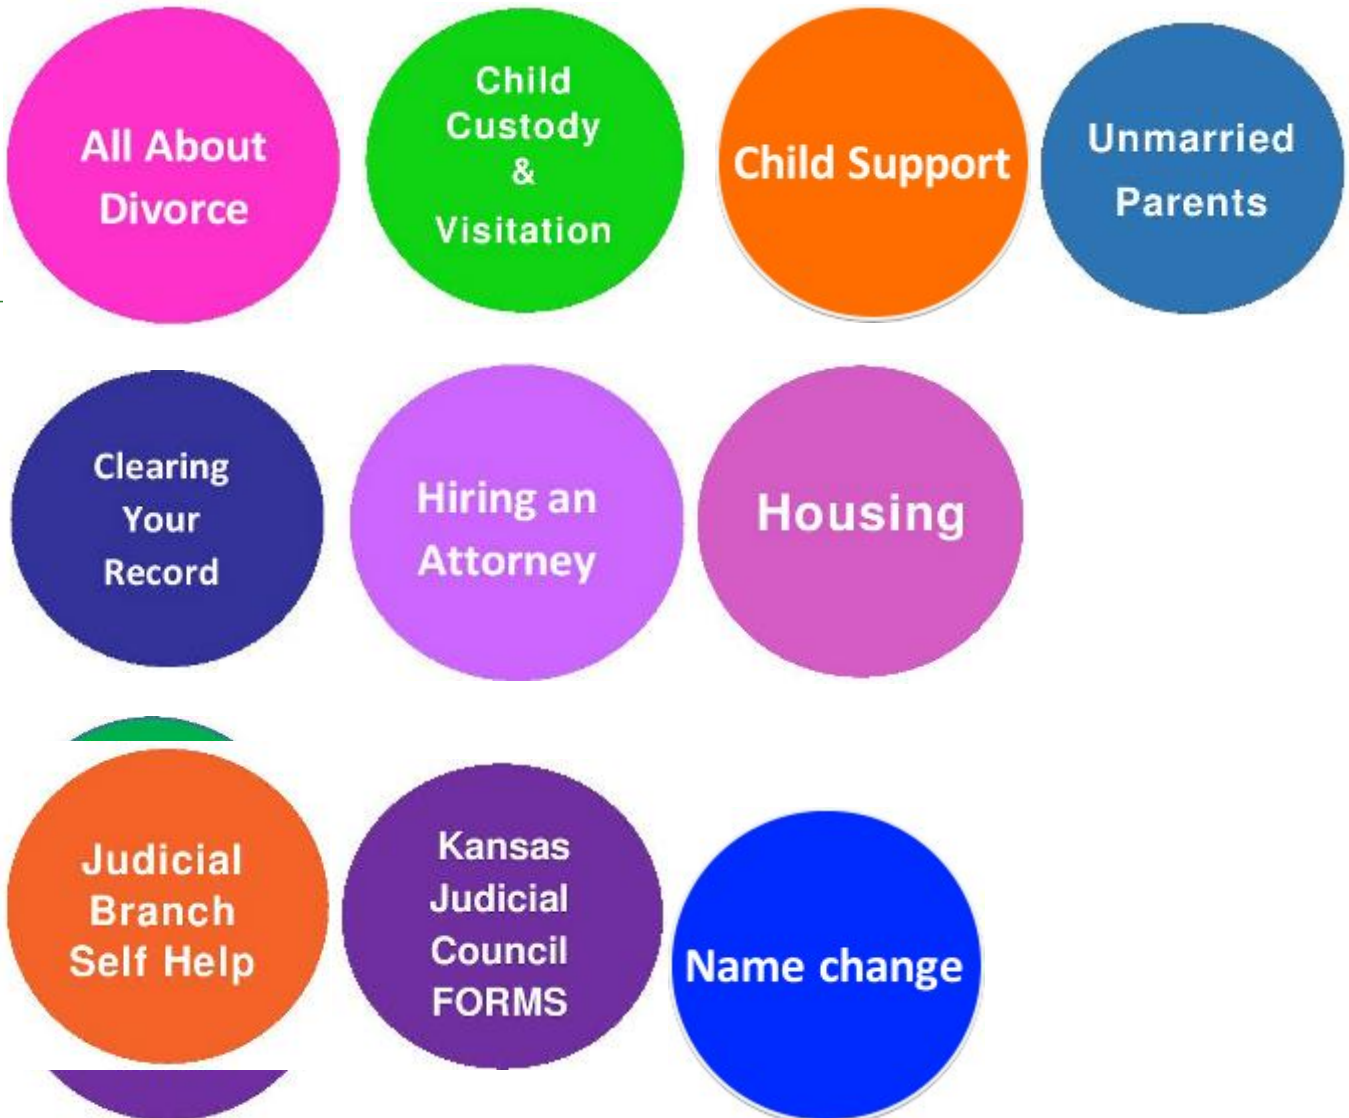 All About
Divorce
Child
Custody
&
Visitation
Child Support
Unmarried
Parents
Clearing
Your
Record
Hiring an
Attorney
Housing
Judicial
Branch
Self Help
Kansas
Judicial
Council
FORMS
Name change